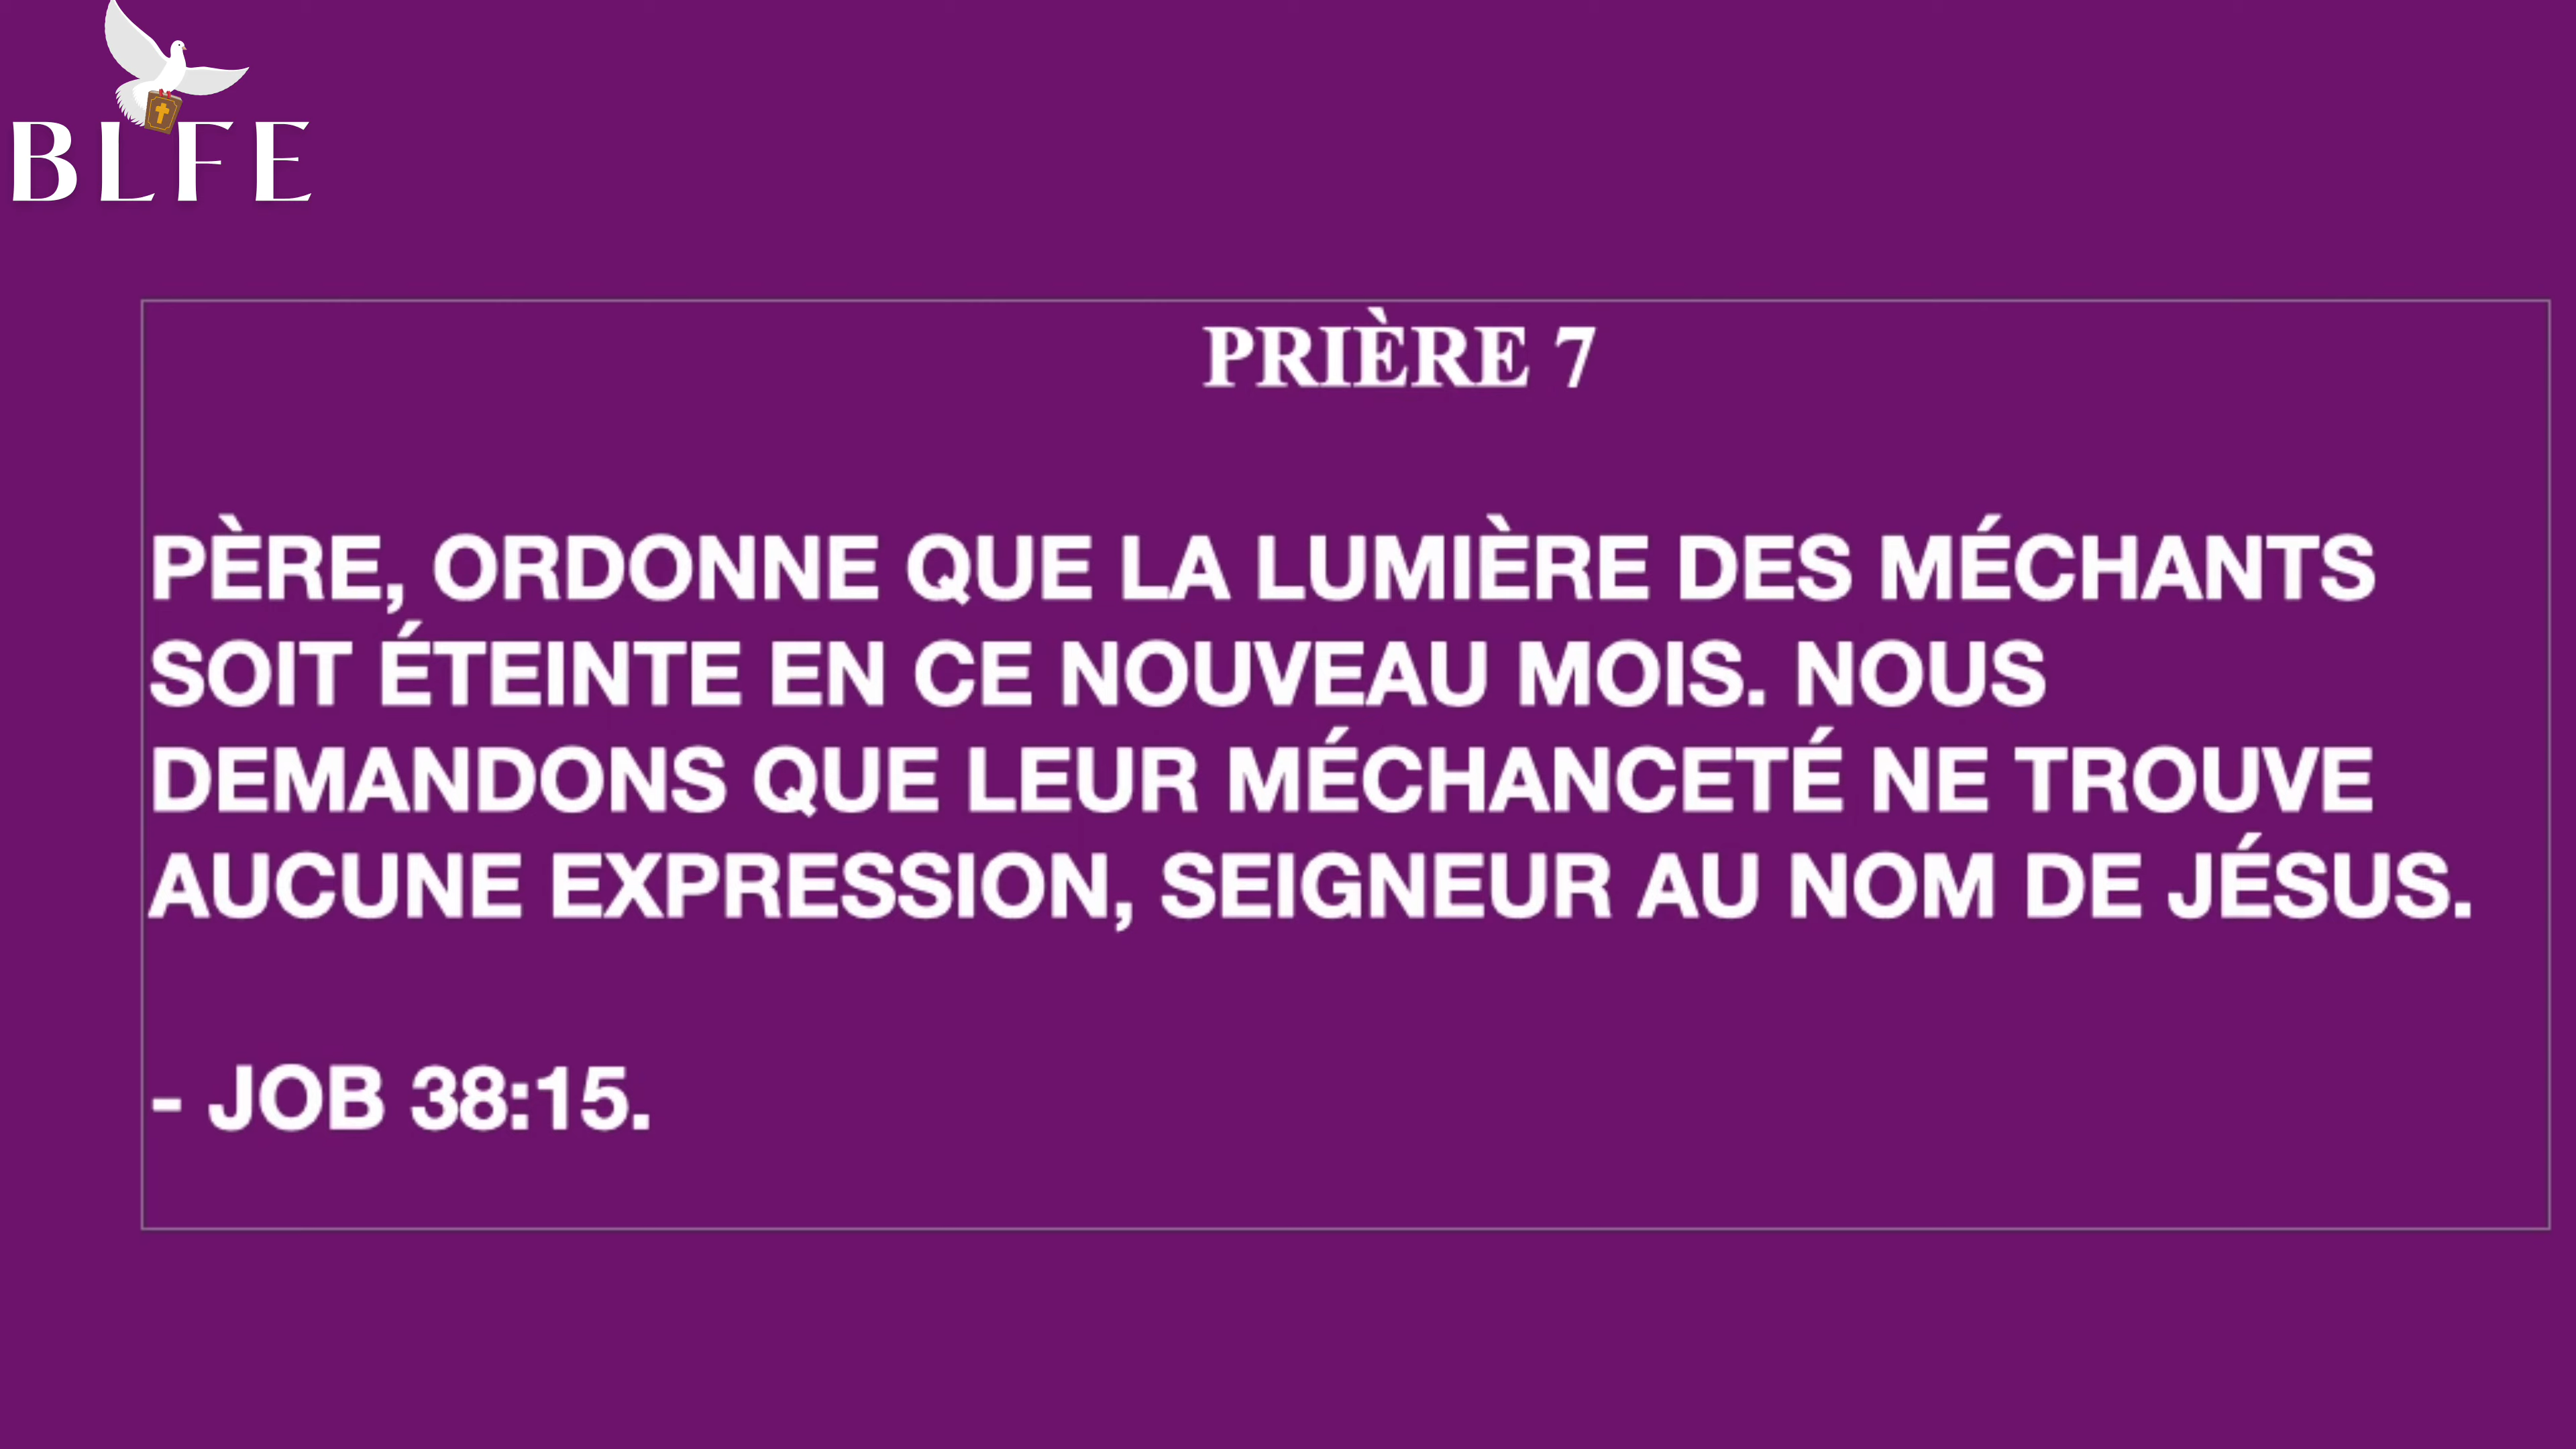 BLFE
PRIÈRE 7
PÈRE, ORDONNE QUE LA LUMIÈRE DES MÉCHANTS
SOIT ÉTEINTE EN CE NOUVEAU MOIS. NOUS
DEMANDONS QUE LEUR MÉCHANCETÉ NE TROUVE
AUCUNE EXPRESSION, SEIGNEUR AU NOM DE JÉSUS.
- JOB 38:15.